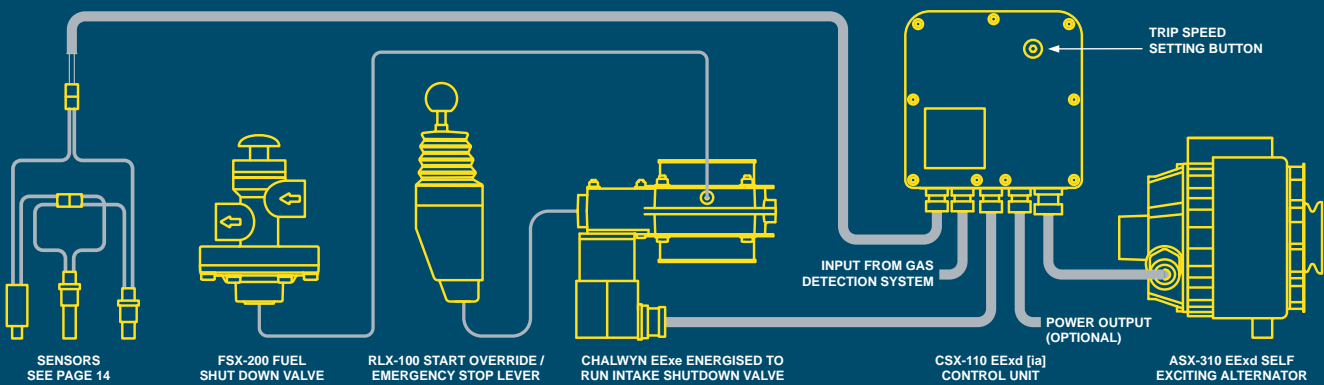 TRIP SPEED
SETTING BUTTON
INPUT FROM GAS
DETECTION SYSTEM
POWER OUTPUT
(OPTIONAL)
SENSORS
SEE PAGE 14
FSX-200 FUEL
SHUT DOWN VALVE
RLX-100 START OVERRIDE /
EMERGENCY STOP LEVER
CHALWYN EExe ENERGISED TO
RUN INTAKE SHUTDOWN VALVE
CSX-110 EExd [ia]
CONTROL UNIT
ASX-310 EExd SELF
EXCITING ALTERNATOR